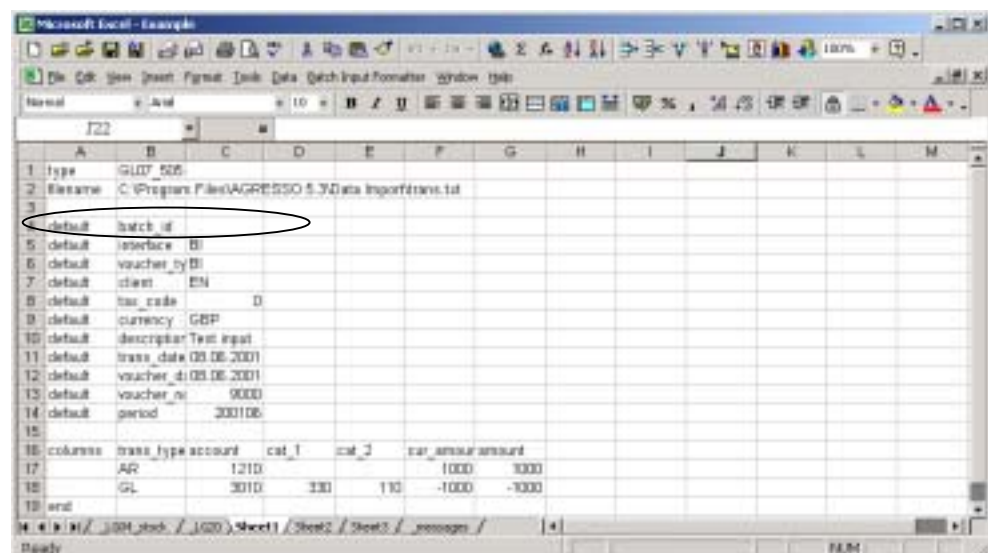 Microsoft Excel - Example
File Edit View Insert Format Tools Data Batch Input Formatter Window Help
Normal Arial 10 B I U
100%
J22
A B C D E F G H I J K L M
1 type GL07_505
2 filename C:\Program Files\AGRESSO 5.3\Data Import\trans.txt
3
4 default batch_id
5 default interface BI
6 default voucher_ty BI
7 default client EN
8 default tax_code 0
9 default currency GBP
10 default description Test input
11 default trans_date 08.06.2001
12 default voucher_d 08.06.2001
13 default voucher_n 9000
14 default period 200106
15
16 columns trans_type account cat_1 cat_2 cur_amour amount
17 AR 1210 1000 1000
18 GL 3010 330 110 -1000 -1000
19 end
Sheet1 Sheet2 Sheet3 _messages
Ready NUM